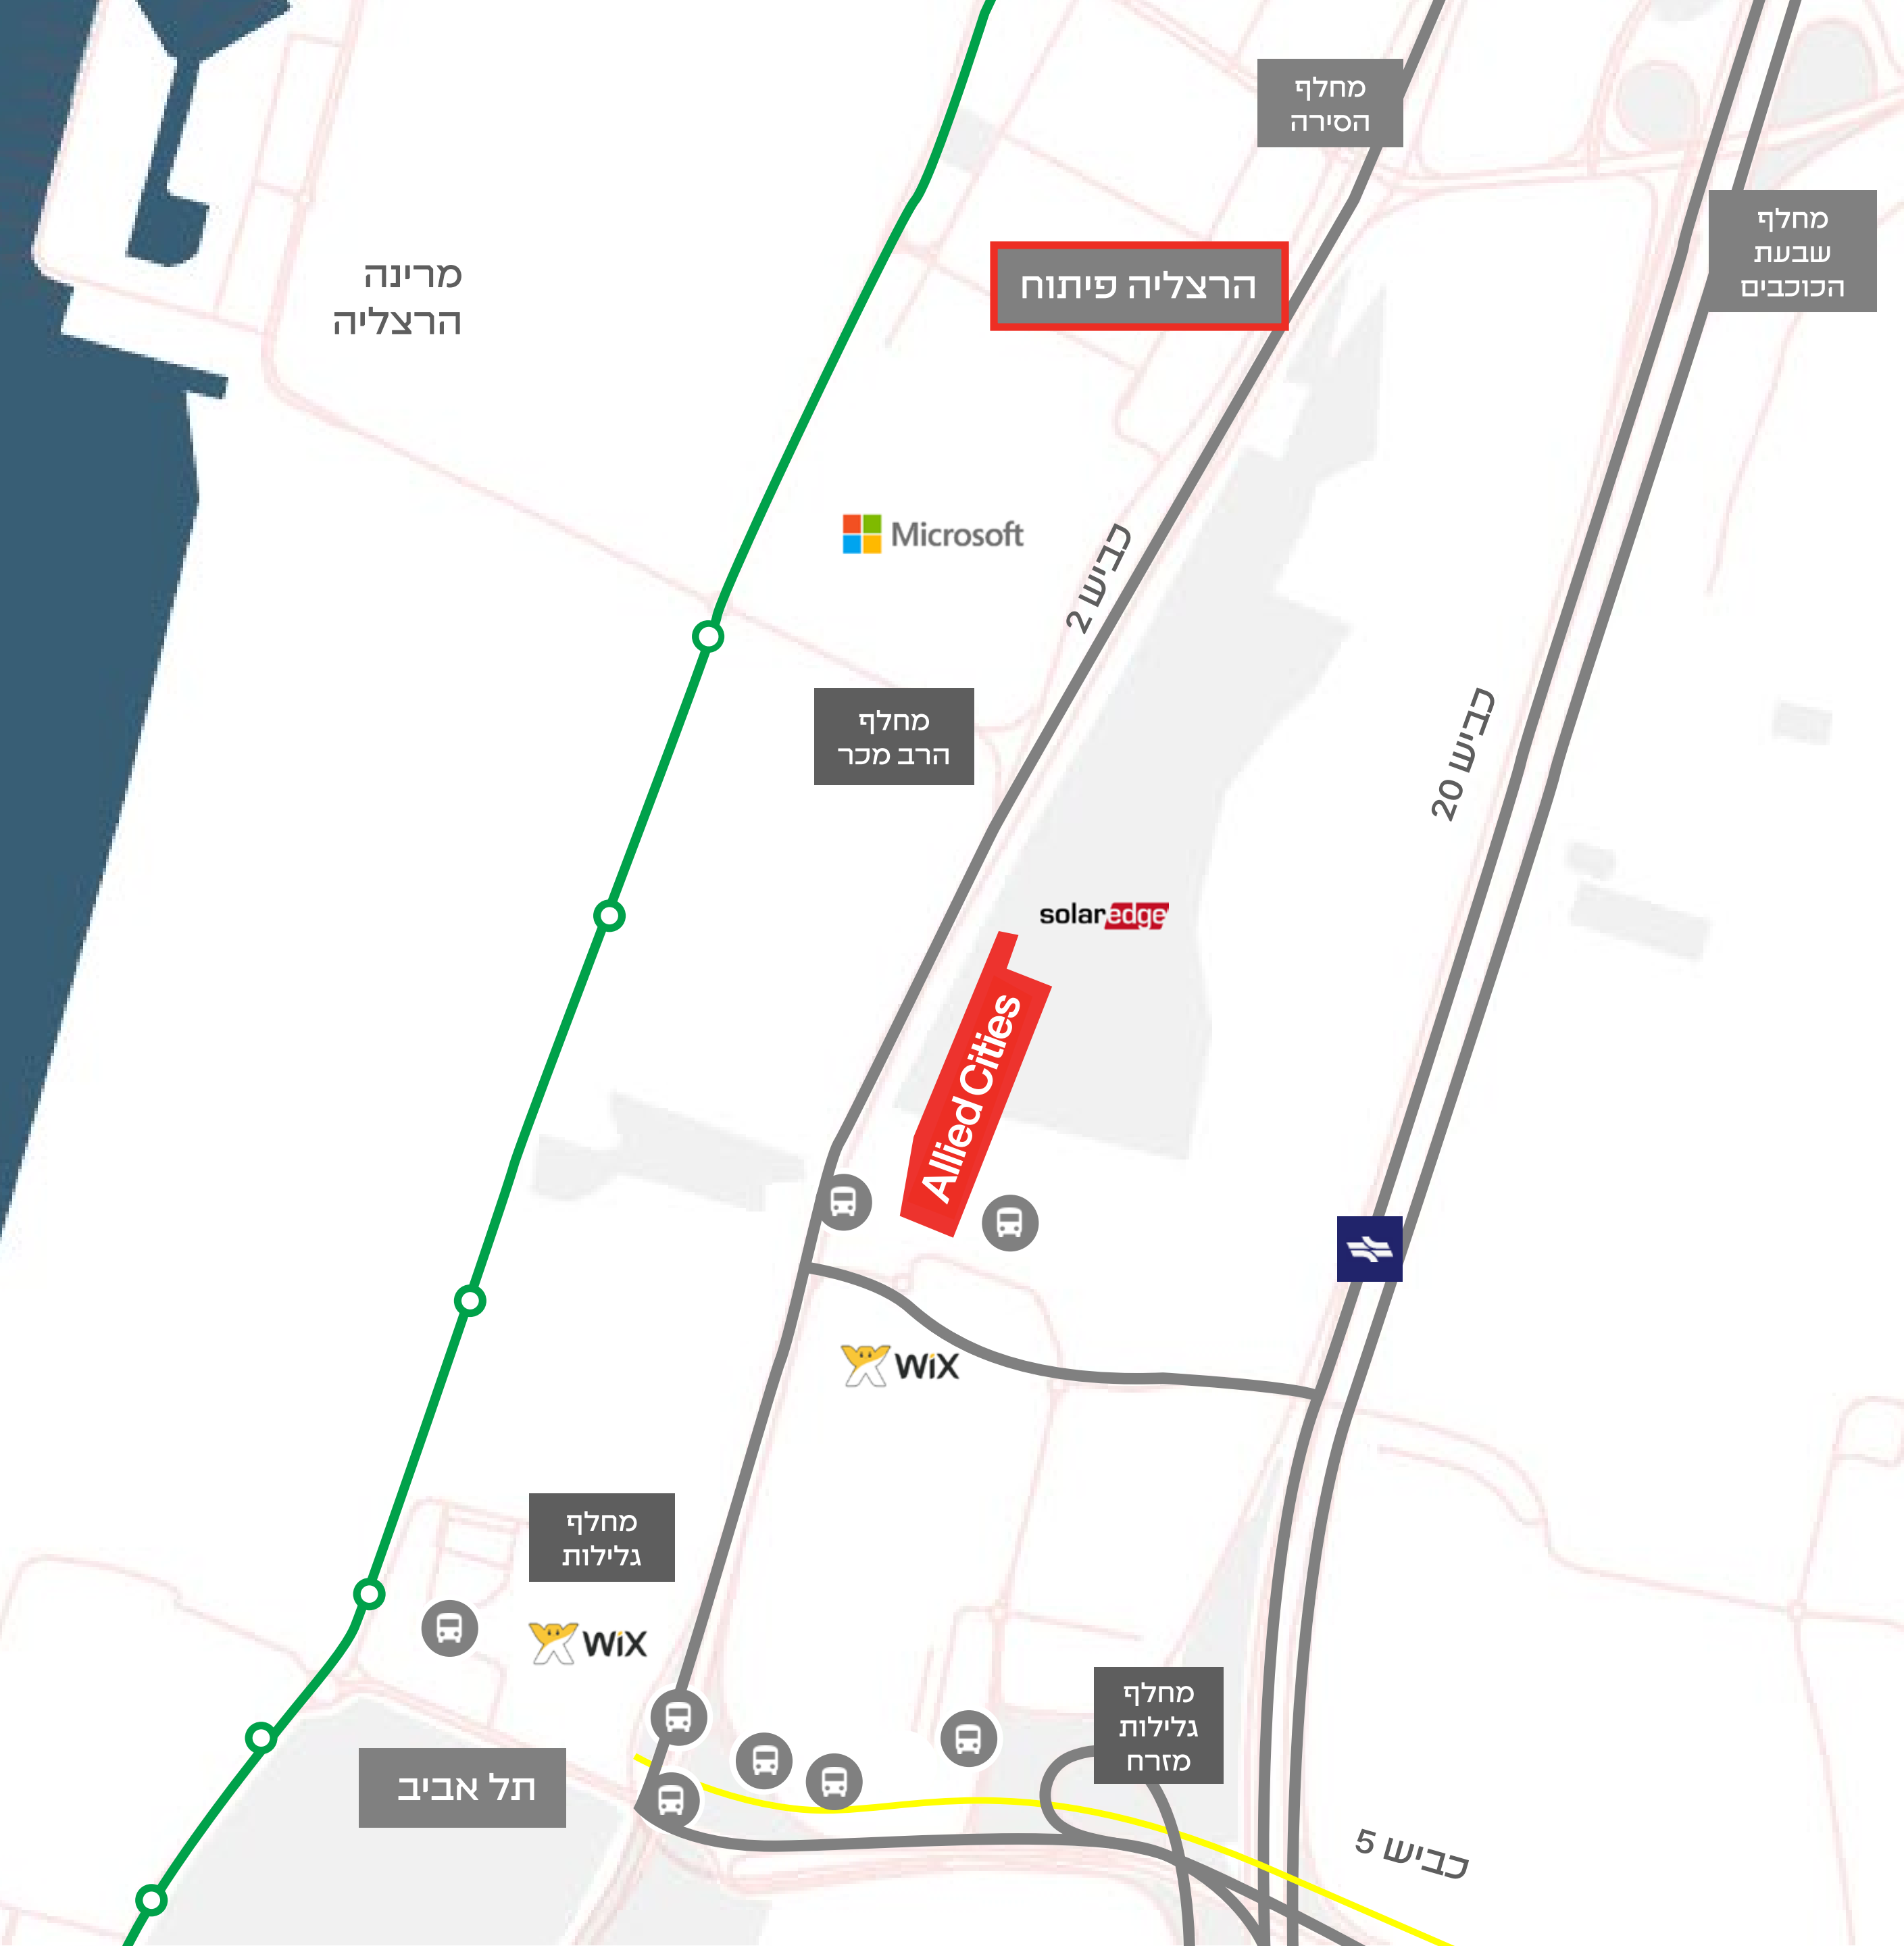 מחלף
הסירה
מחלף
שבעת
הכוכבים
מרינה
הרצליה
הרצליה פיתוח
Microsoft
כביש 2
מחלף
הרב מכר
כביש 20
solaredge
Allied Cities
WiX
מחלף
גלילות
WiX
מחלף
גלילות
מזרח
תל אביב
כביש 5